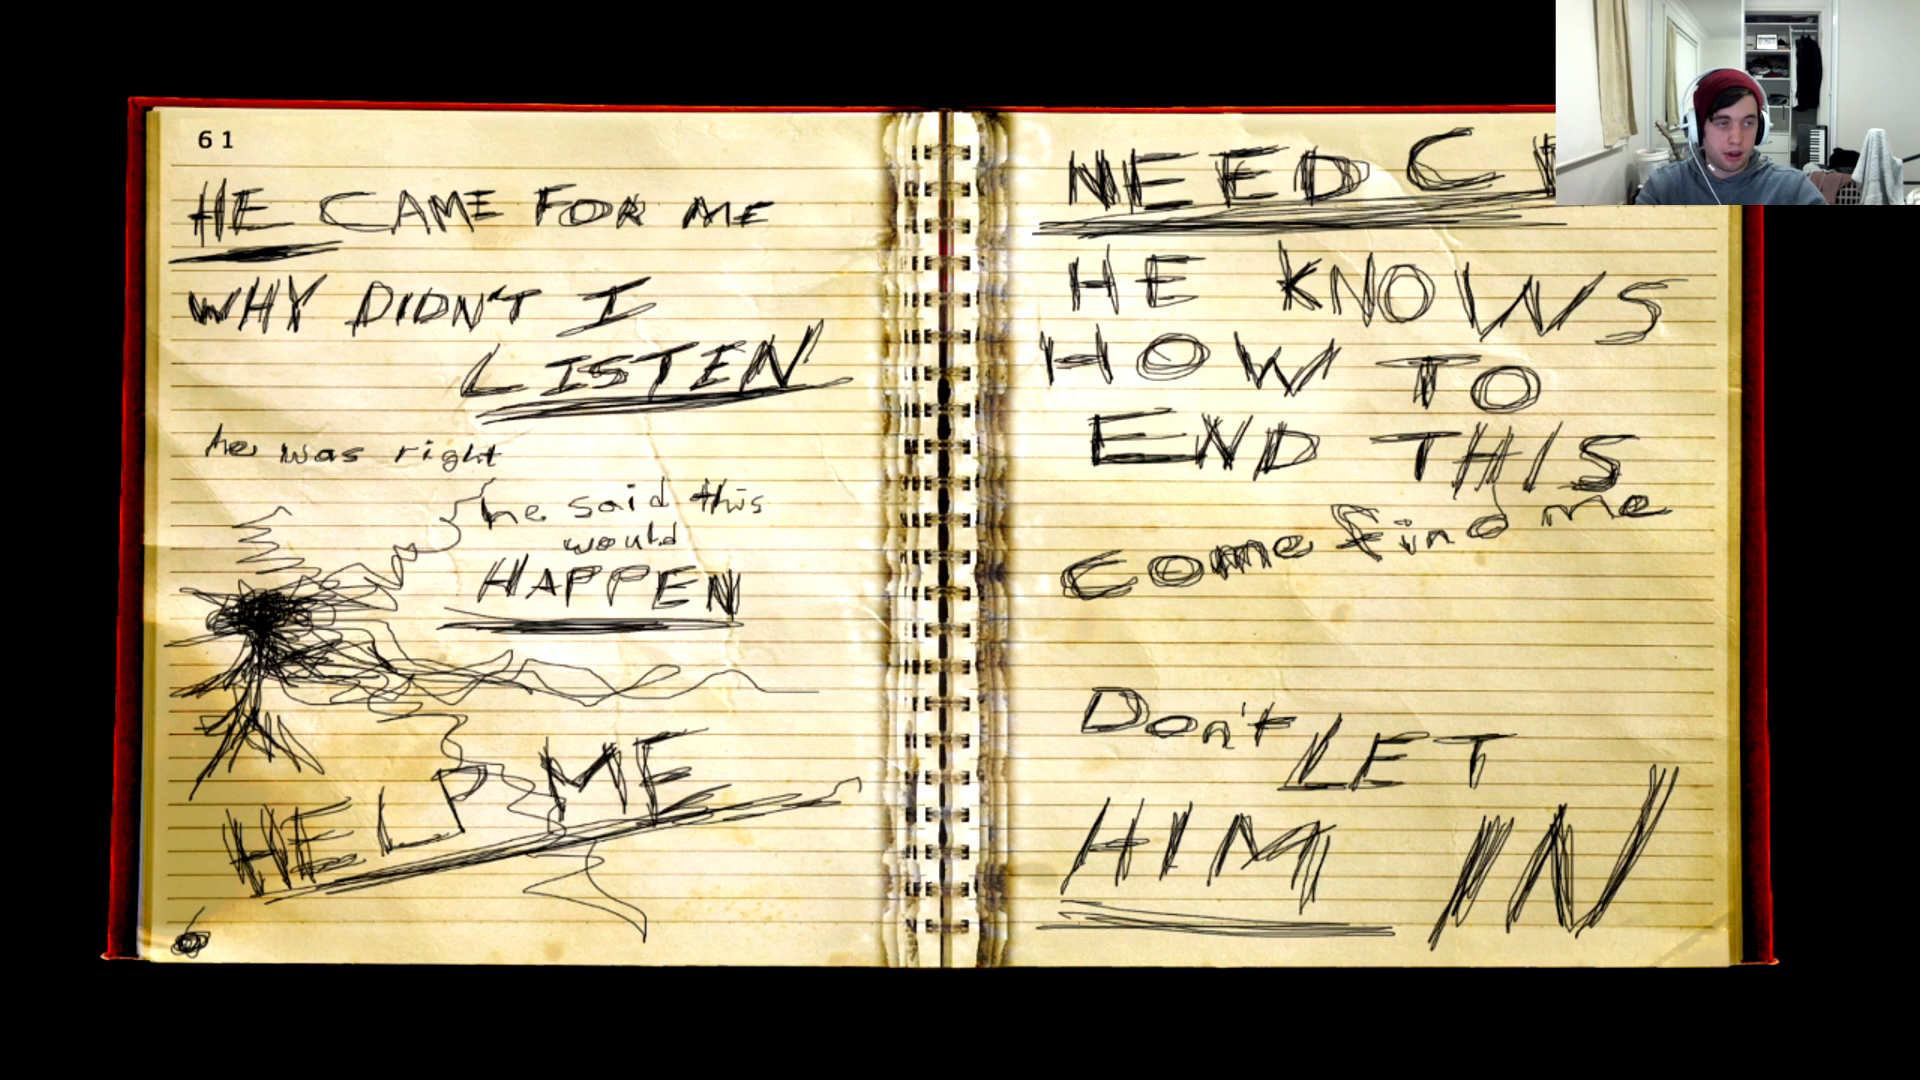 61
HE CAME FOR ME
WHY DIDN'T I
LISTEN
he was right
he said this
would
HAPPEN
HELP ME
NEED
HE KNOWS
HOW TO
END THIS
come find me
Don't LET
HIM IN